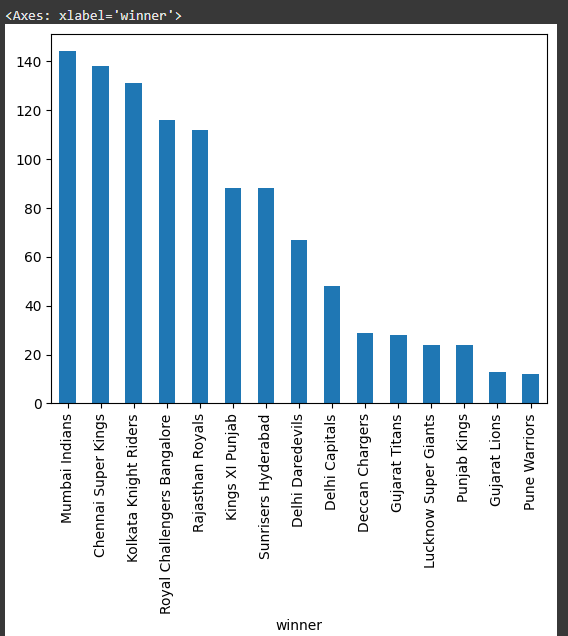 <Axes: xlabel='winner'>
140
120
100
80
60
40
20
0
Mumbai Indians
Chennai Super Kings
Kolkata Knight Riders
Royal Challengers Bangalore
Rajasthan Royals
Kings XI Punjab
Sunrisers Hyderabad
Delhi Daredevils
Delhi Capitals
Deccan Chargers
Gujarat Titans
Lucknow Super Giants
Punjab Kings
Gujarat Lions
Pune Warriors
winner